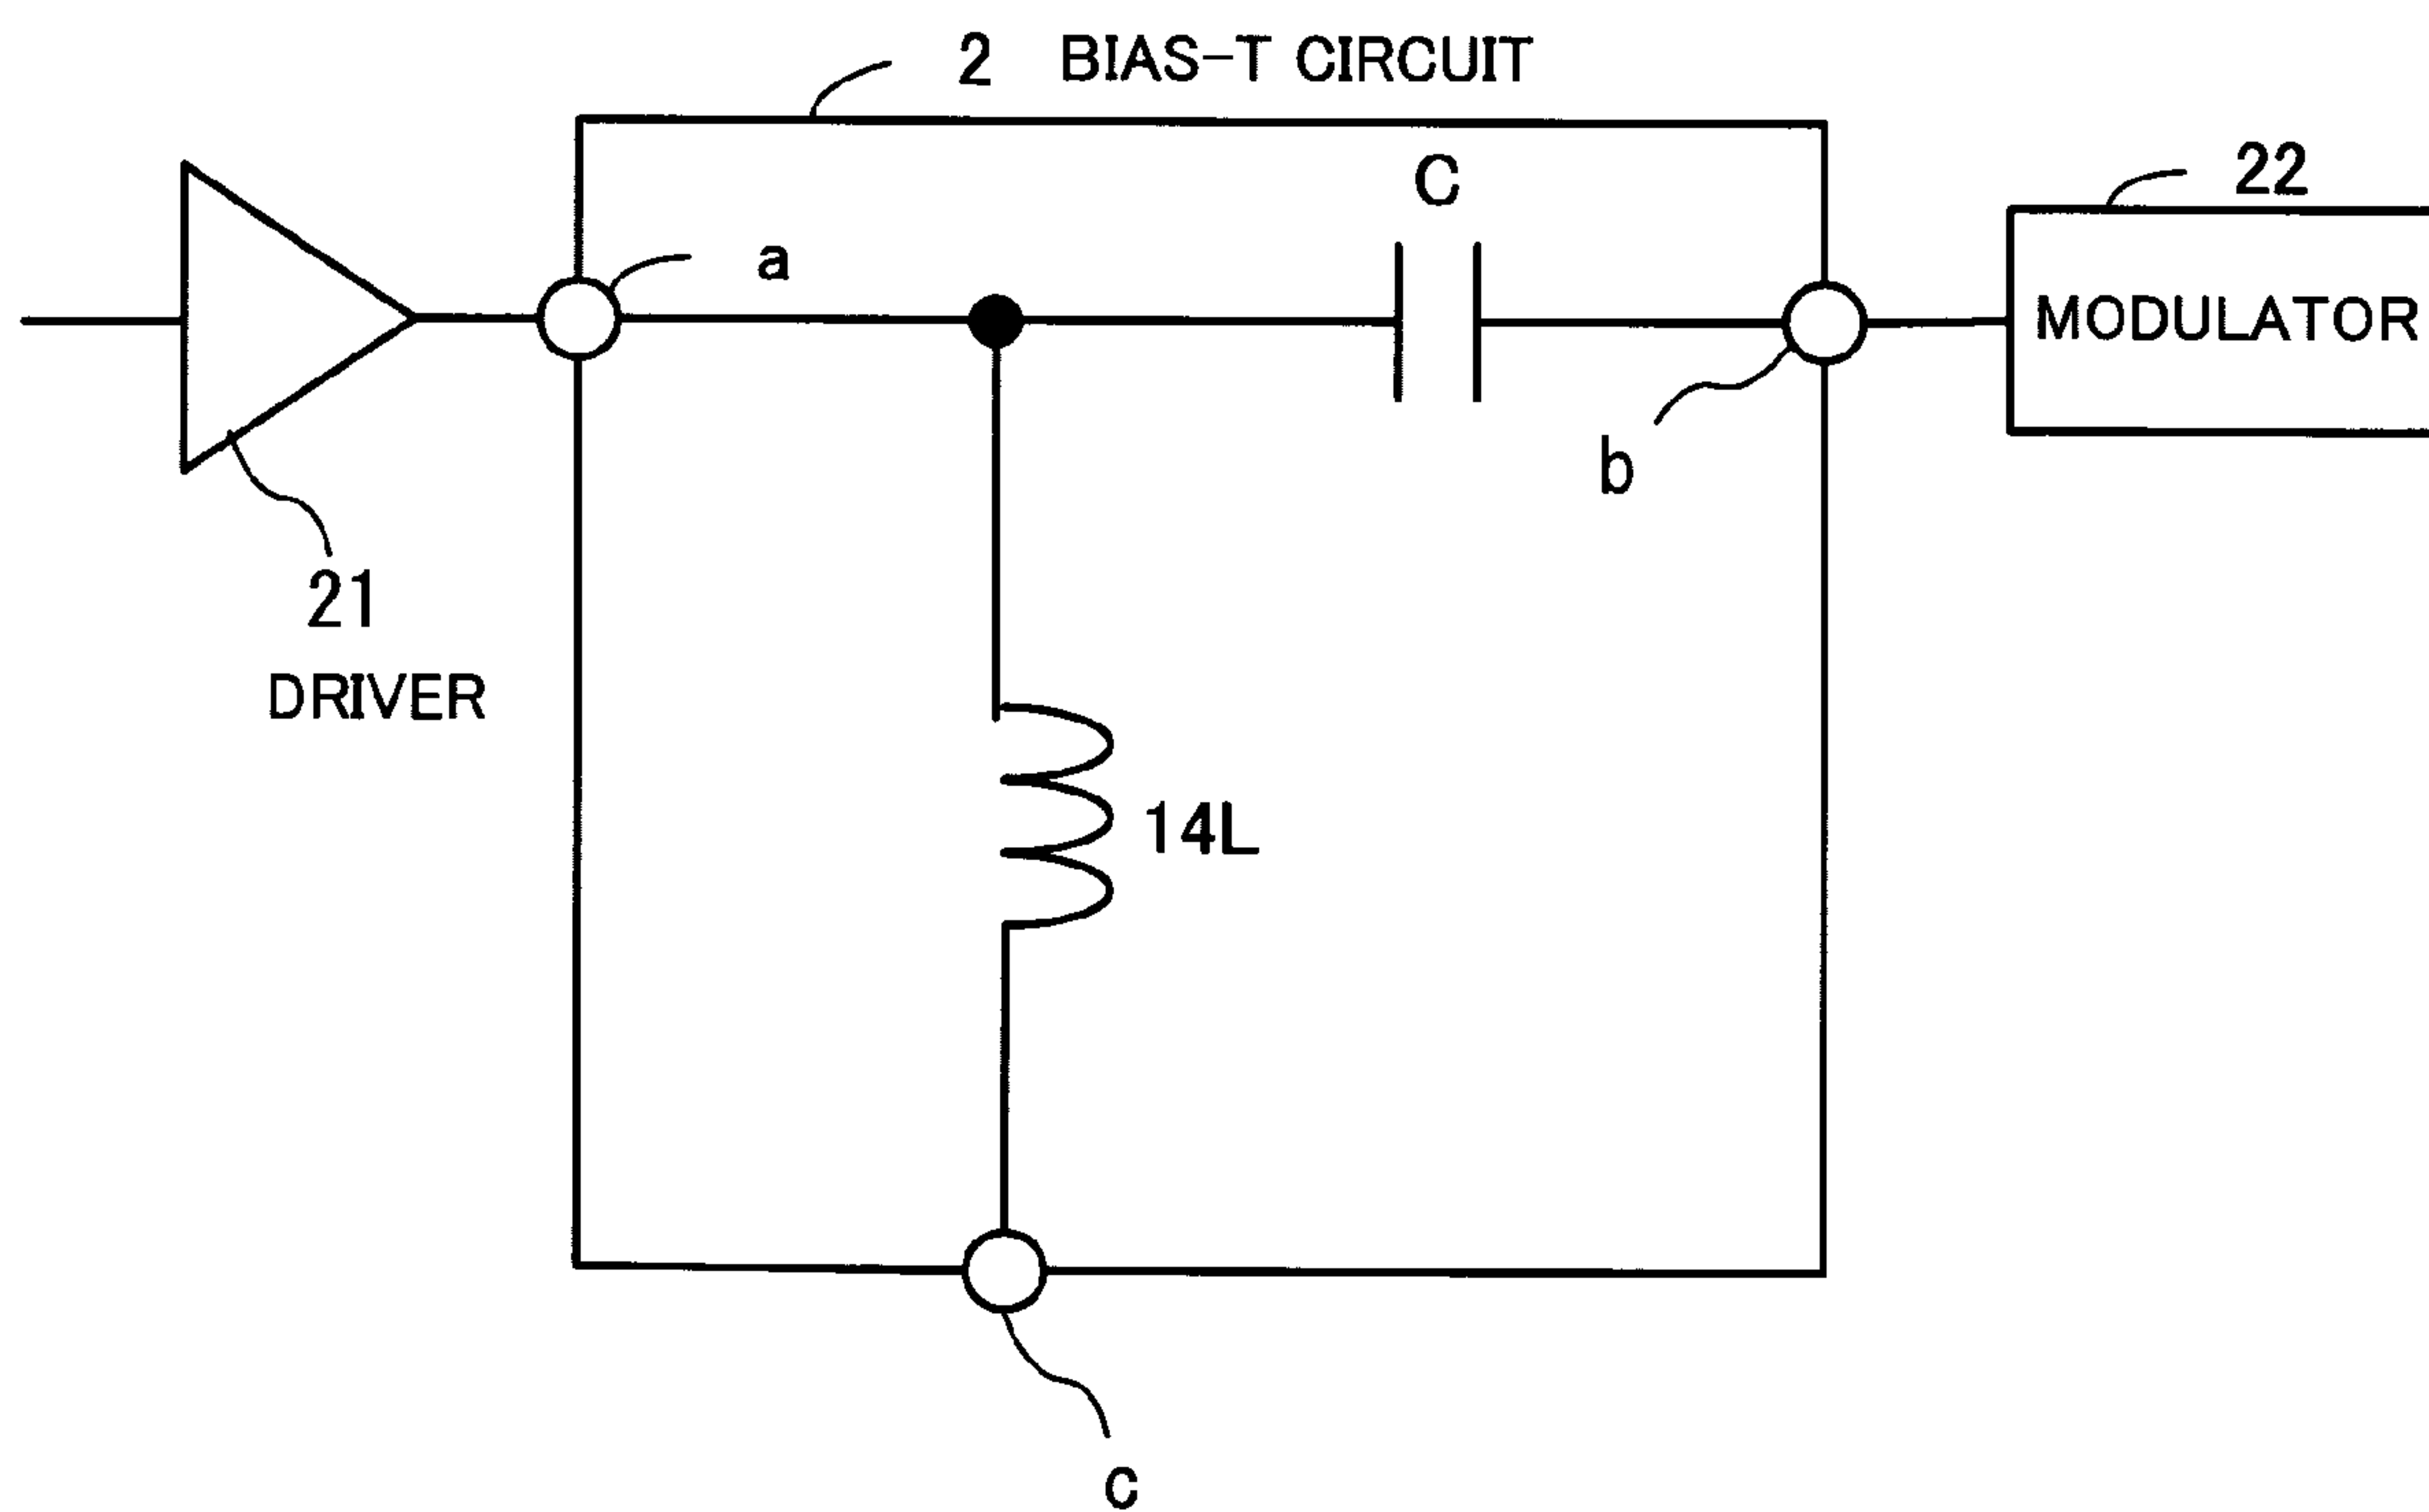 2 BIAS-T CIRCUIT
C
22
a
MODULATOR
b
21
DRIVER
14L
c